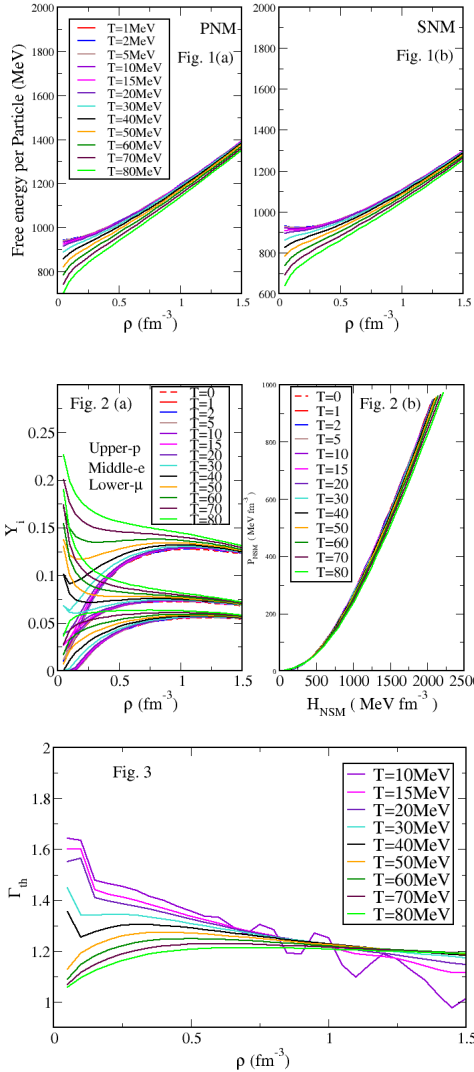 PNM
SNM
Fig. 1(a)
Fig. 1(b)
Free energy per Particle (MeV)
2000
1800
1600
1400
1200
1000
800
T=1MeV
T=2MeV
T=5MeV
T=10MeV
T=15MeV
T=20MeV
T=30MeV
T=40MeV
T=50MeV
T=60MeV
T=70MeV
T=80MeV
0
0.5
1
1.5
ρ (fm⁻³)
2000
1800
1600
1400
1200
1000
800
600
0
0.5
1
1.5
ρ (fm⁻³)
Fig. 2 (a)
Upper-p
Middle-e
Lower-μ
Yᵢ
0.25
0.2
0.15
0.1
0.05
0
T=0
T=1
T=2
T=5
T=10
T=15
T=20
T=30
T=40
T=50
T=60
T=70
T=80
0
0.5
1
1.5
ρ (fm⁻³)
Fig. 2 (b)
P_NSM ( MeV fm⁻³)
1000
800
600
400
200
0
T=0
T=1
T=2
T=5
T=10
T=15
T=20
T=30
T=40
T=50
T=60
T=70
T=80
0
500
1000
1500
2000
2500
H_NSM ( MeV fm⁻³)
Fig. 3
Γ_th
2
1.8
1.6
1.4
1.2
1
T=10MeV
T=15MeV
T=20MeV
T=30MeV
T=40MeV
T=50MeV
T=60MeV
T=70MeV
T=80MeV
0
0.5
1
1.5
ρ (fm⁻³)